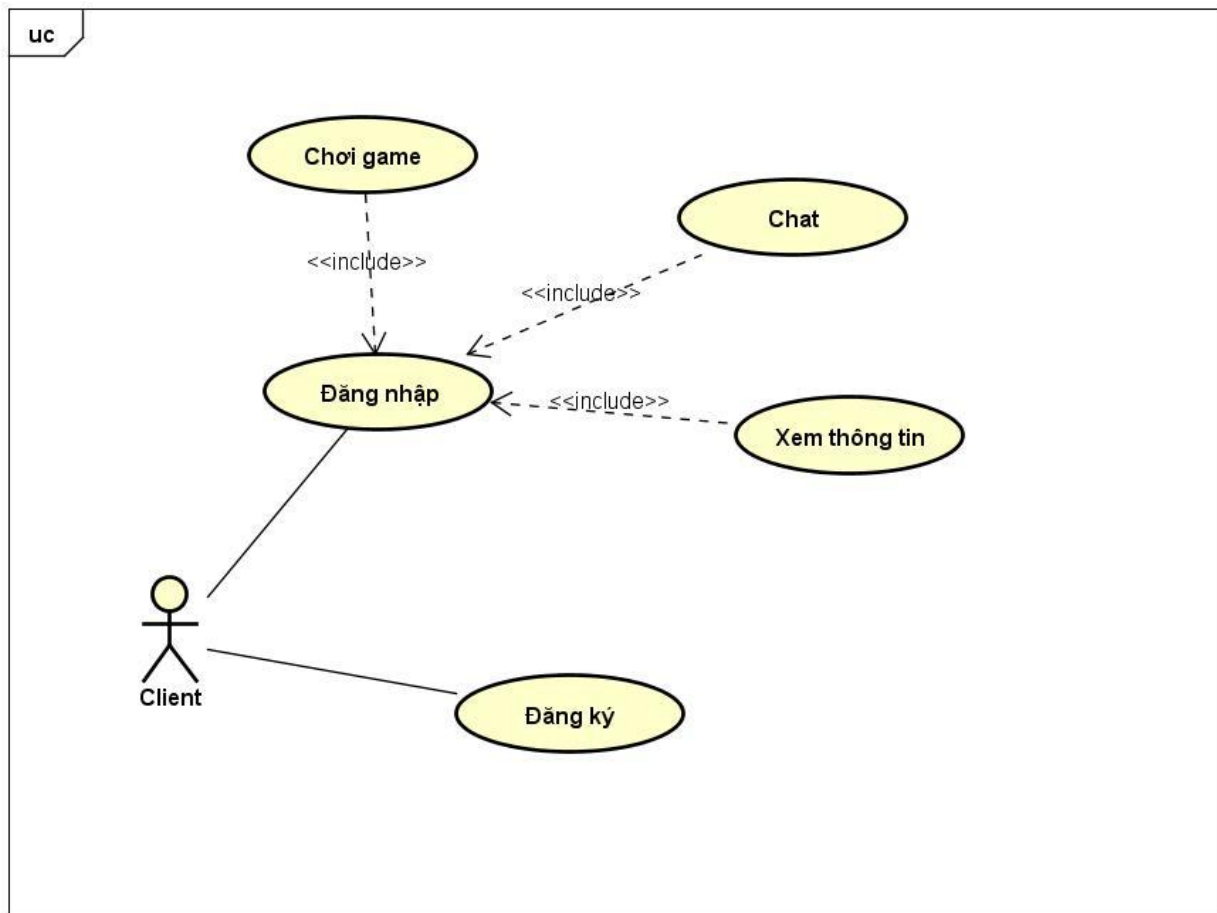 uc
Chơi game
Chat
<<include>>
<<include>>
Đăng nhập
<<include>>
Xem thông tin
Client
Đăng ký